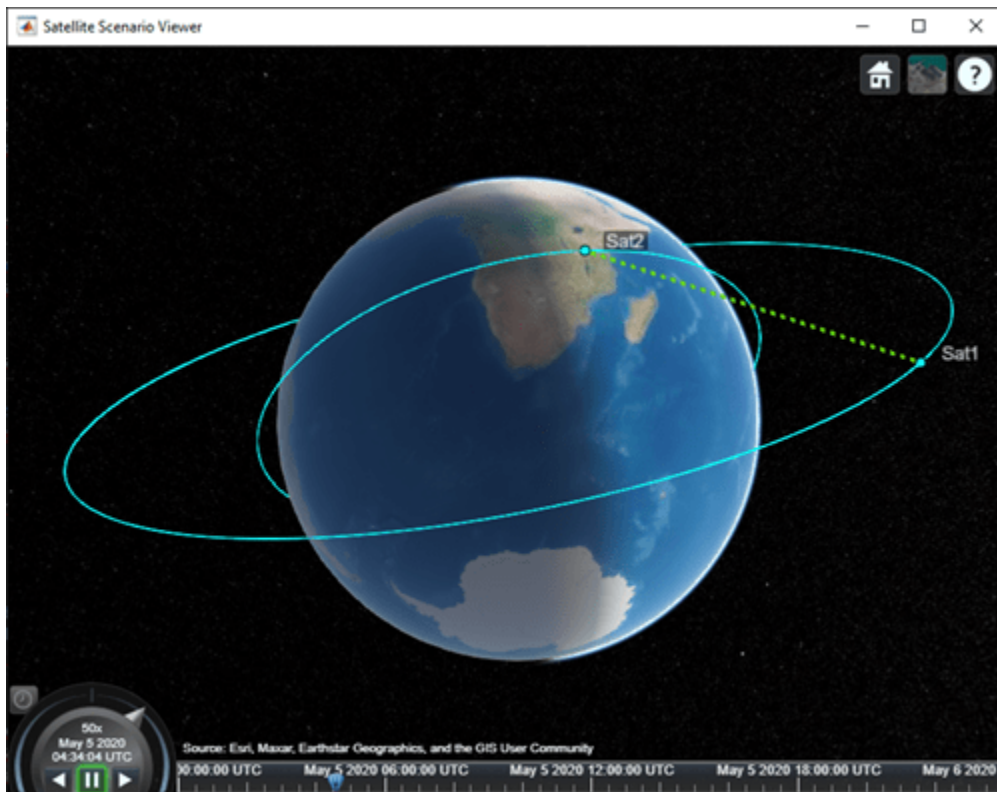 Satellite Scenario Viewer
?
Sat2
Sat1
50x
May 5 2020
04:34:04 UTC
Source: Esri, Maxar, Earthstar Geographics, and the GIS User Community
00:00:00 UTC May 5 2020 06:00:00 UTC May 5 2020 12:00:00 UTC May 5 2020 18:00:00 UTC May 6 2020